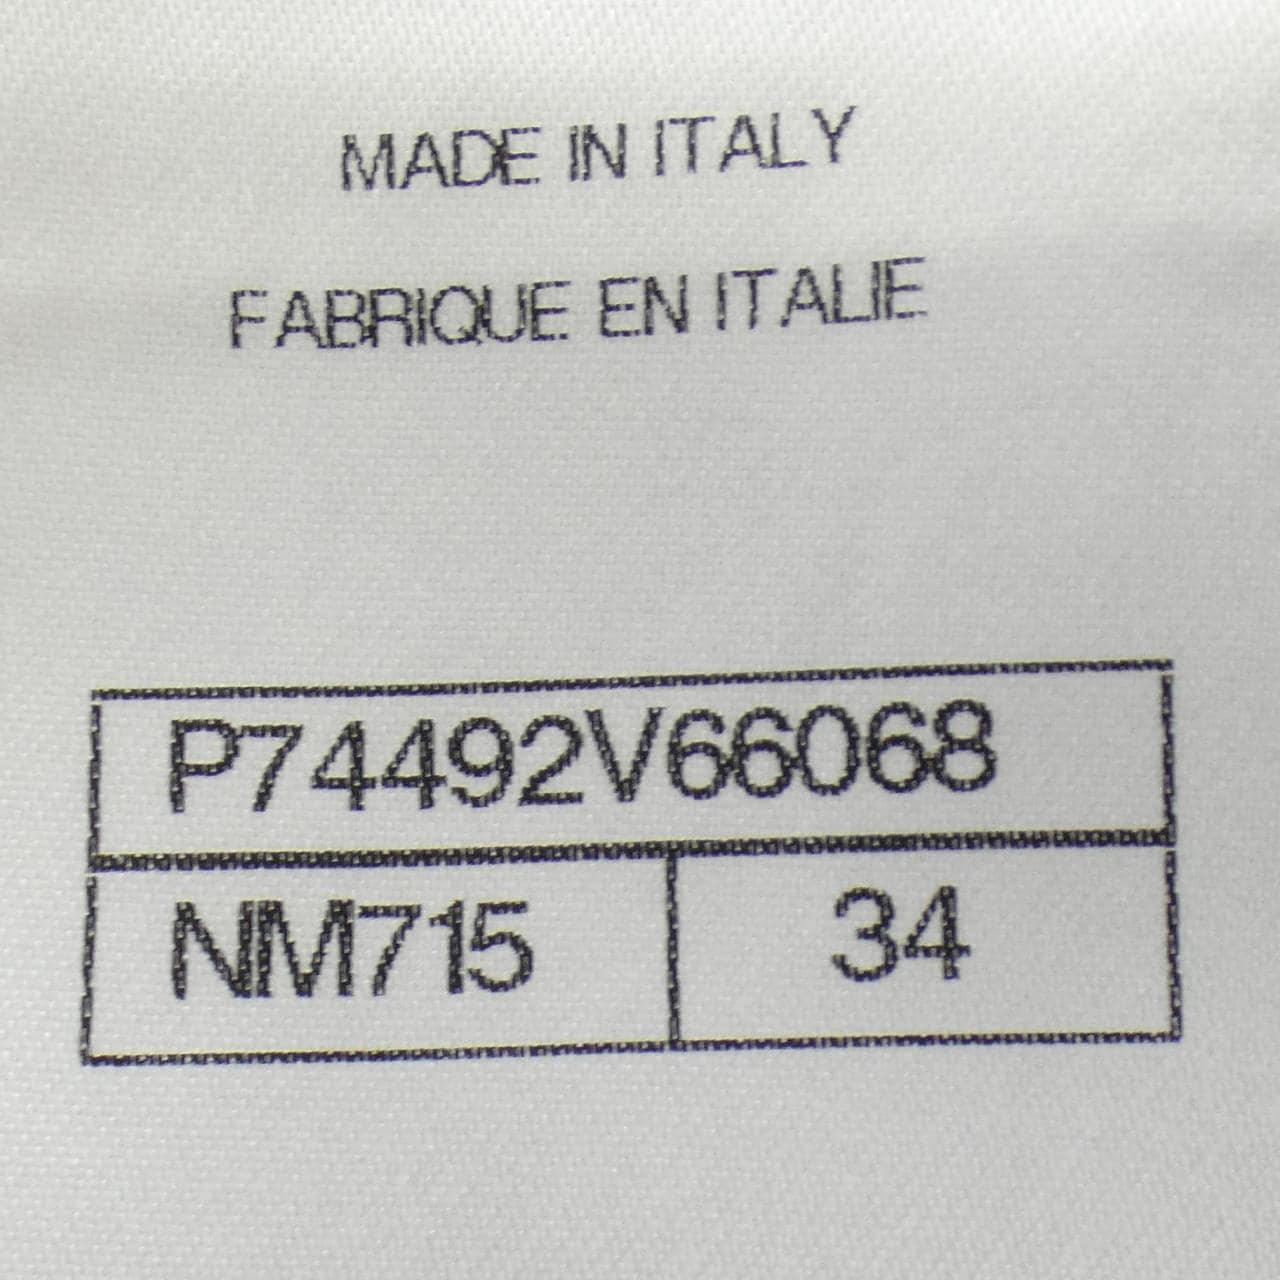 MADE IN ITALY
FABRIQUE EN ITALIE
P74492V66068
NM715 34